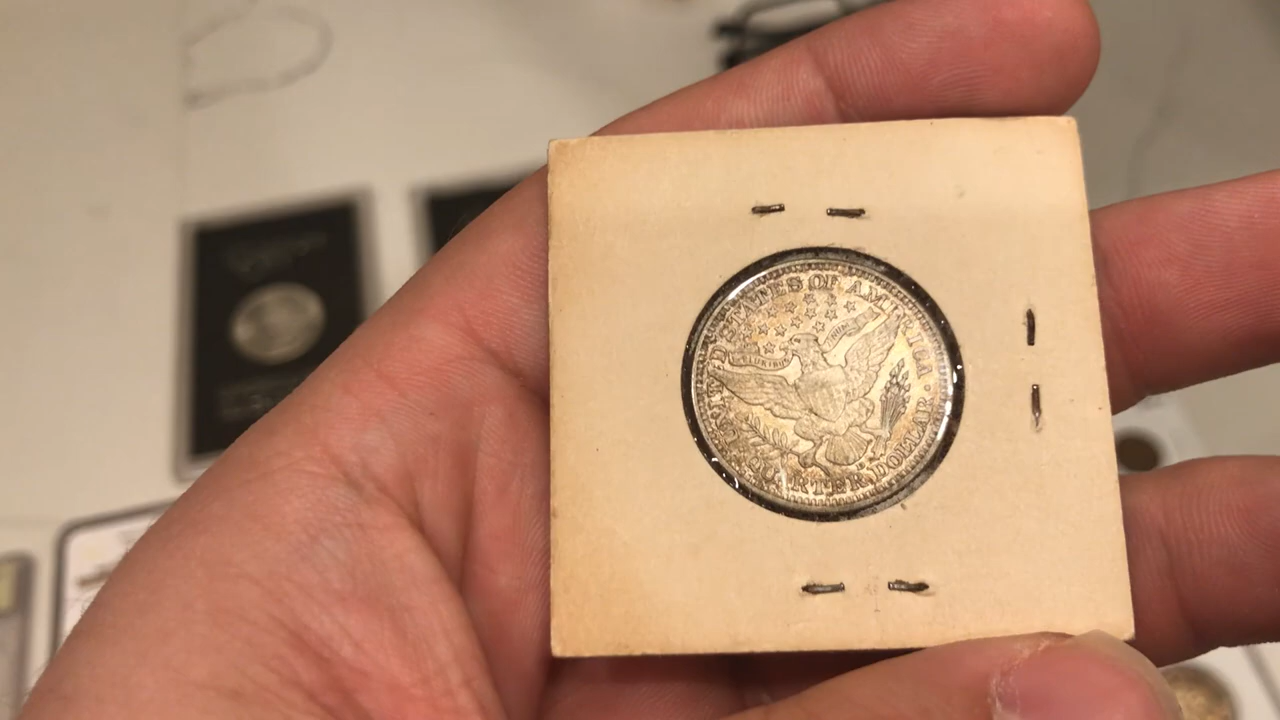 UNITED STATES OF AMERICA
PLURIBUS
UNUM
QUARTER DOLLAR